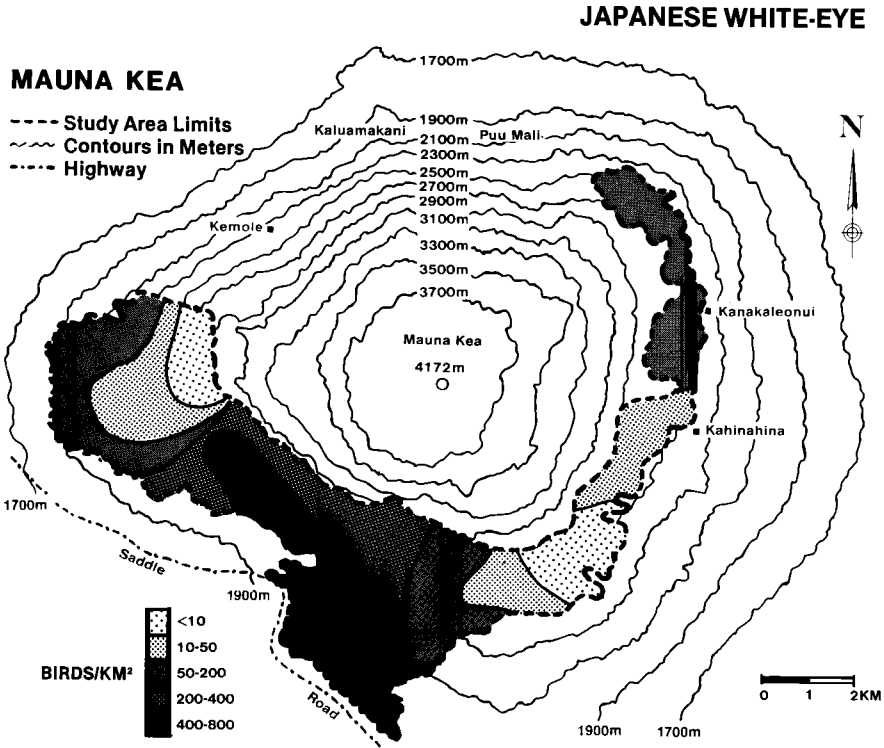 JAPANESE WHITE-EYE
MAUNA KEA
Study Area Limits
Contours in Meters
Highway
1700m
1900m
2100m
2300m
2500m
2700m
2900m
3100m
3300m
3500m
3700m
Kaluamakani
Puu Mali
N
Kemole
Kanakaleonui
Mauna Kea
4172m
Kahinahina
1700m
Saddle
1900m
Road
BIRDS/KM²
<10
10-50
50-200
200-400
400-800
0 1 2KM
1900m
1700m